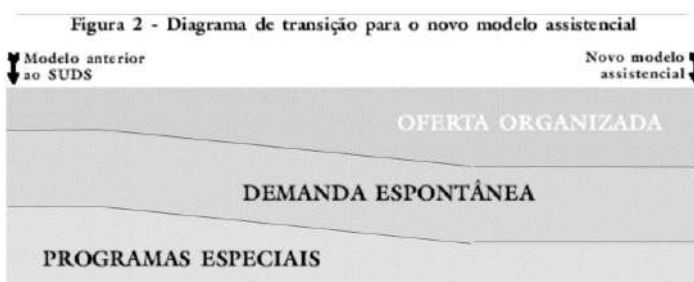 Figura 2 - Diagrama de transição para o novo modelo assistencial
Modelo anterior
ao SUDS
Novo modelo
assistencial
OFERTA ORGANIZADA
DEMANDA ESPONTÂNEA
PROGRAMAS ESPECIAIS